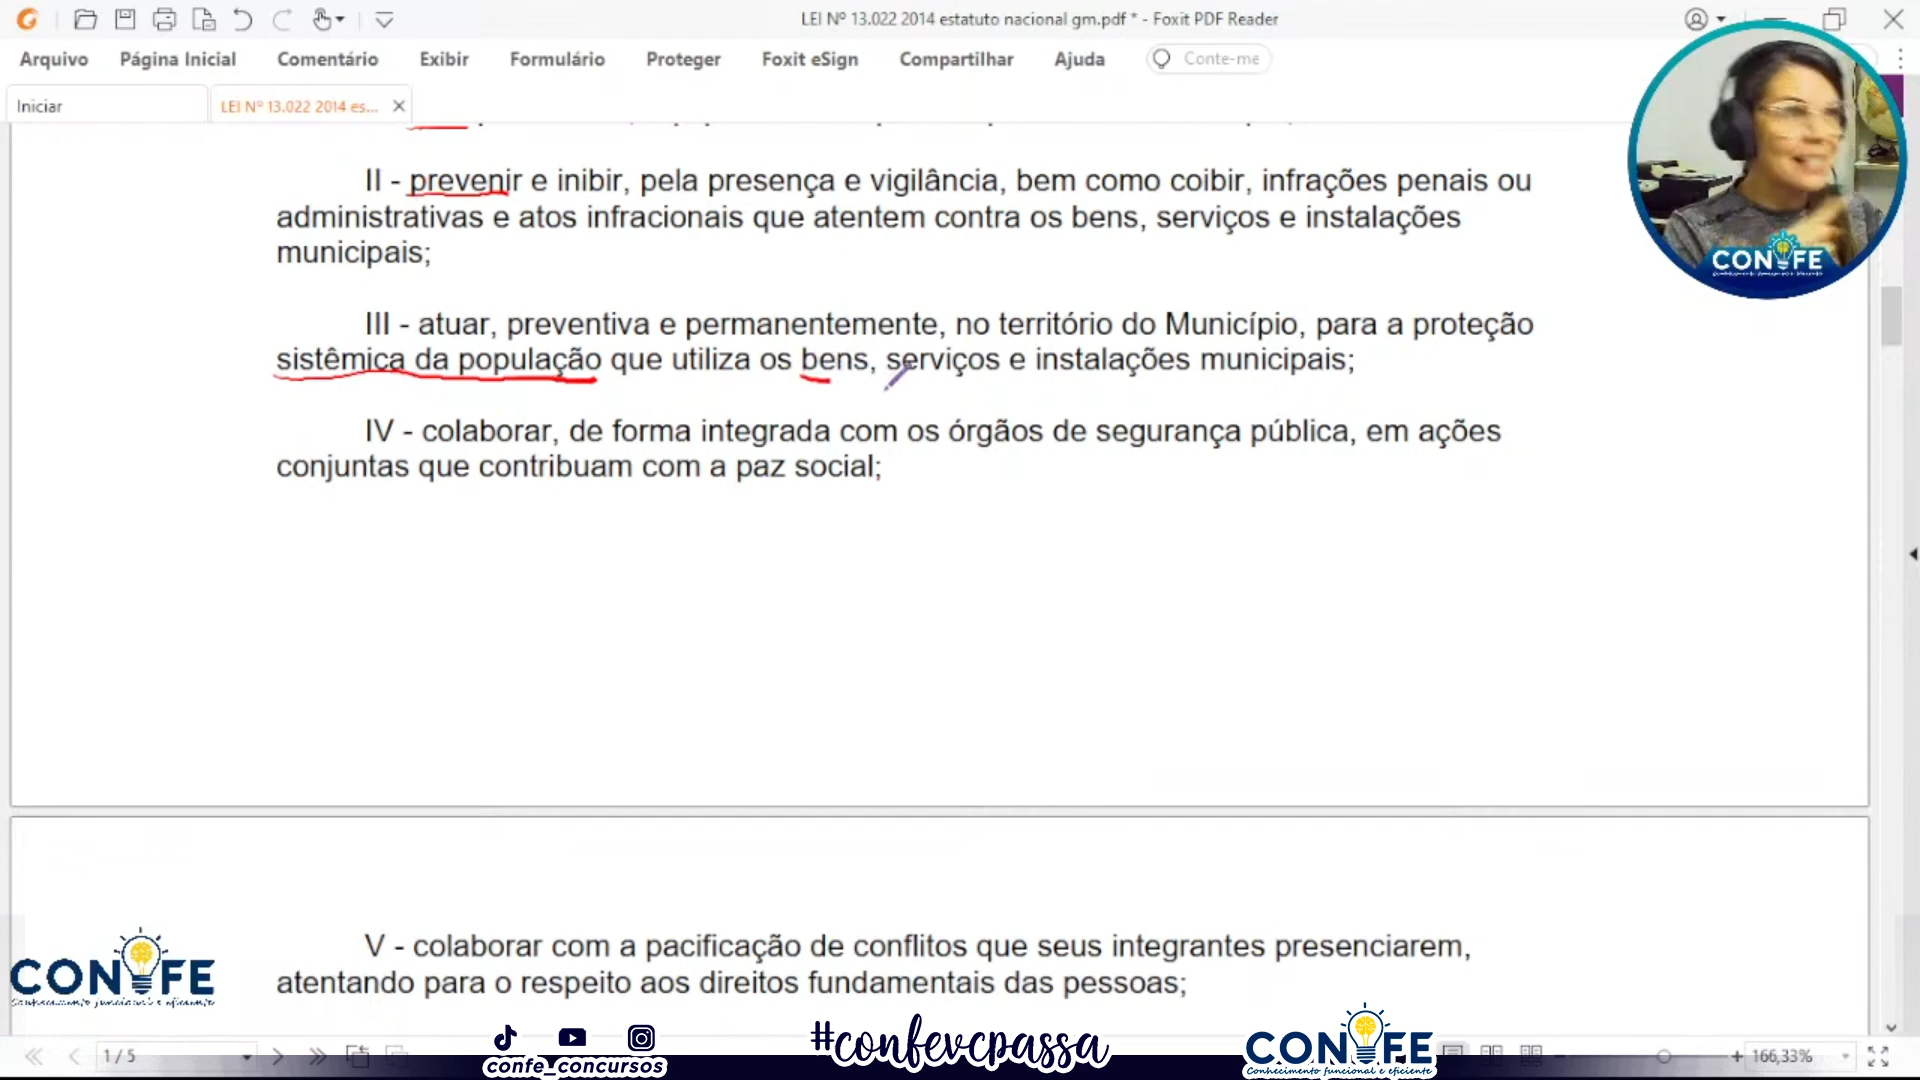 LEI Nº 13.022 2014 estatuto nacional gm.pdf * - Foxit PDF Reader
Arquivo Página Inicial Comentário Exibir Formulário Proteger Foxit eSign Compartilhar Ajuda Conte-me
Iniciar LEI Nº 13.022 2014 es...
II - prevenir e inibir, pela presença e vigilância, bem como coibir, infrações penais ou
administrativas e atos infracionais que atentem contra os bens, serviços e instalações
municipais;
III - atuar, preventiva e permanentemente, no território do Município, para a proteção
sistêmica da população que utiliza os bens, serviços e instalações municipais;
IV - colaborar, de forma integrada com os órgãos de segurança pública, em ações
conjuntas que contribuam com a paz social;
V - colaborar com a pacificação de conflitos que seus integrantes presenciarem,
atentando para o respeito aos direitos fundamentais das pessoas;
CONFE
CONFE
Conhecimento funcional e eficiente
confe_concursos
#confevcpassa
CONFE
Conhecimento funcional e eficiente
1 / 5
166,33%